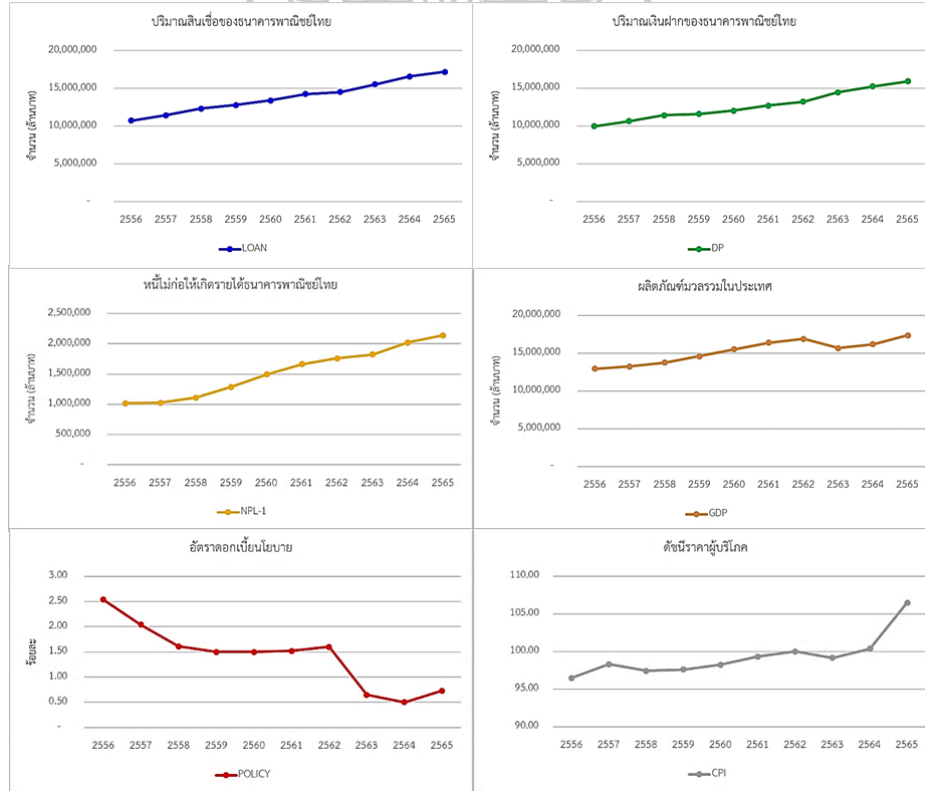 ปริมาณสินเชื่อของธนาคารพาณิชย์ไทย
20,000,000
15,000,000
10,000,000
5,000,000
-
จำนวน (ล้านบาท)
2556 2557 2558 2559 2560 2561 2562 2563 2564 2565
LOAN
ปริมาณเงินฝากของธนาคารพาณิชย์ไทย
20,000,000
15,000,000
10,000,000
5,000,000
-
จำนวน (ล้านบาท)
2556 2557 2558 2559 2560 2561 2562 2563 2564 2565
DP
หนี้ไม่ก่อให้เกิดรายได้ธนาคารพาณิชย์ไทย
2,500,000
2,000,000
1,500,000
1,000,000
500,000
-
จำนวน (ล้านบาท)
2556 2557 2558 2559 2560 2561 2562 2563 2564 2565
NPL-1
ผลิตภัณฑ์มวลรวมในประเทศ
20,000,000
15,000,000
10,000,000
5,000,000
-
จำนวน (ล้านบาท)
2556 2557 2558 2559 2560 2561 2562 2563 2564 2565
GDP
อัตราดอกเบี้ยนโยบาย
3.00
2.50
2.00
1.50
1.00
0.50
-
ร้อยละ
2556 2557 2558 2559 2560 2561 2562 2563 2564 2565
POLICY
ดัชนีราคาผู้บริโภค
110.00
105.00
100.00
95.00
90.00
2556 2557 2558 2559 2560 2561 2562 2563 2564 2565
CPI